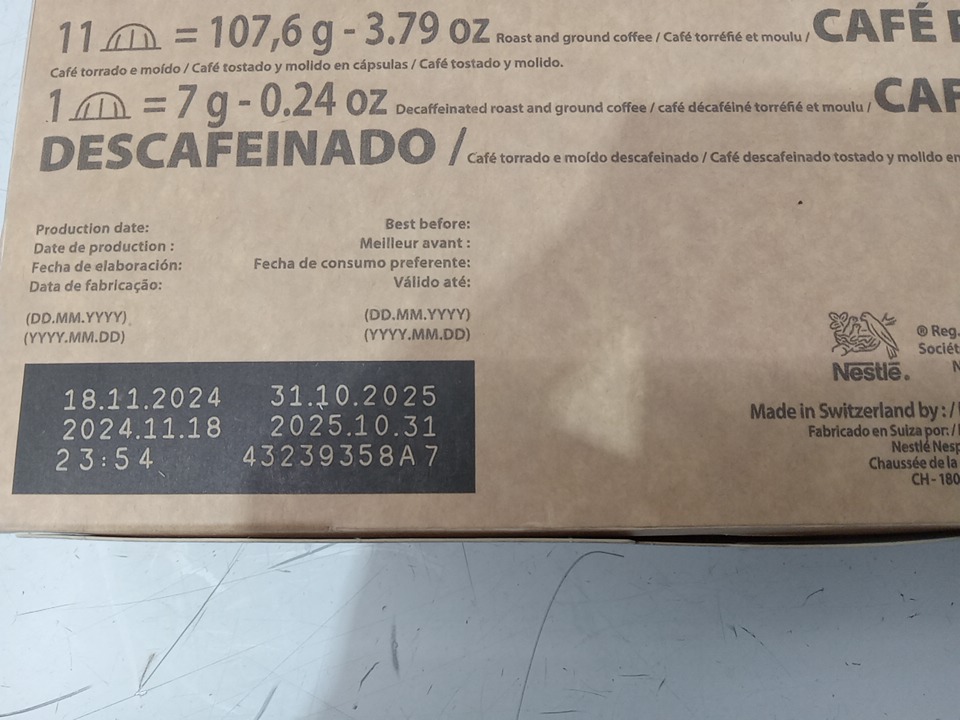 11 = 107,6 g - 3.79 oz Roast and ground coffee / Café torréfié et moulu / CAFÉ
Café torrado e moído / Café tostado y molido en cápsulas / Café tostado y molido.
1 = 7 g - 0.24 oz Decaffeinated roast and ground coffee / café décaféiné torréfié et moulu /
DESCAFEINADO / Café torrado e moído descafeinado / Café descafeinado tostado y molido en
Production date:
Date de production :
Fecha de elaboración:
Data de fabricação:
(DD.MM.YYYY)
(YYYY.MM.DD)
Best before:
Meilleur avant :
Fecha de consumo preferente:
Válido até:
(DD.MM.YYYY)
(YYYY.MM.DD)
18.11.2024 31.10.2025
2024.11.18 2025.10.31
23:54 43239358A7
Nestlé.
® Reg.
Sociét
Made in Switzerland by : /
Fabricado en Suiza por: /
Nestlé Nesp
Chaussée de la
CH - 180